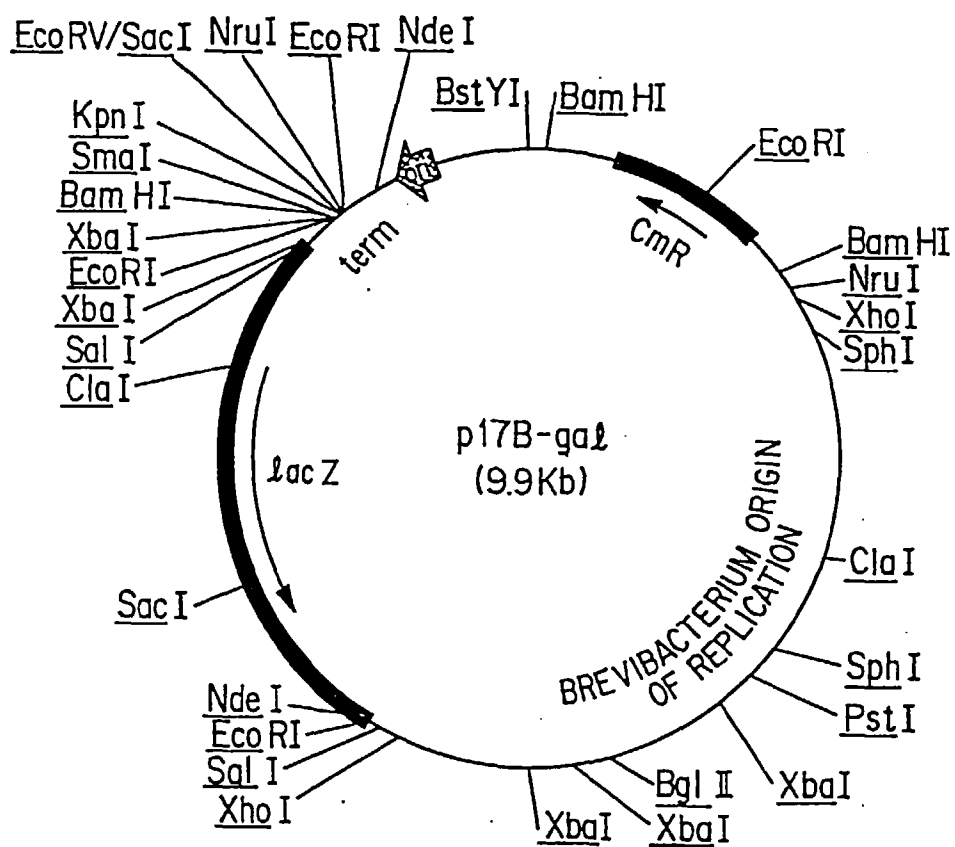 EcoRV/SacI
NruI
EcoRI
NdeI
BstYI
BamHI
EcoRI
KpnI
SmaI
BamHI
XbaI
EcoRI
XbaI
SalI
ClaI
ori
term
CmR
BamHI
NruI
XhoI
SphI
p17B-gal
(9.9Kb)
lacZ
BREVIBACTERIUM ORIGIN
OF REPLICATION
ClaI
SacI
SphI
PstI
XbaI
NdeI
EcoRI
SalI
XhoI
BglII
XbaI
XbaI